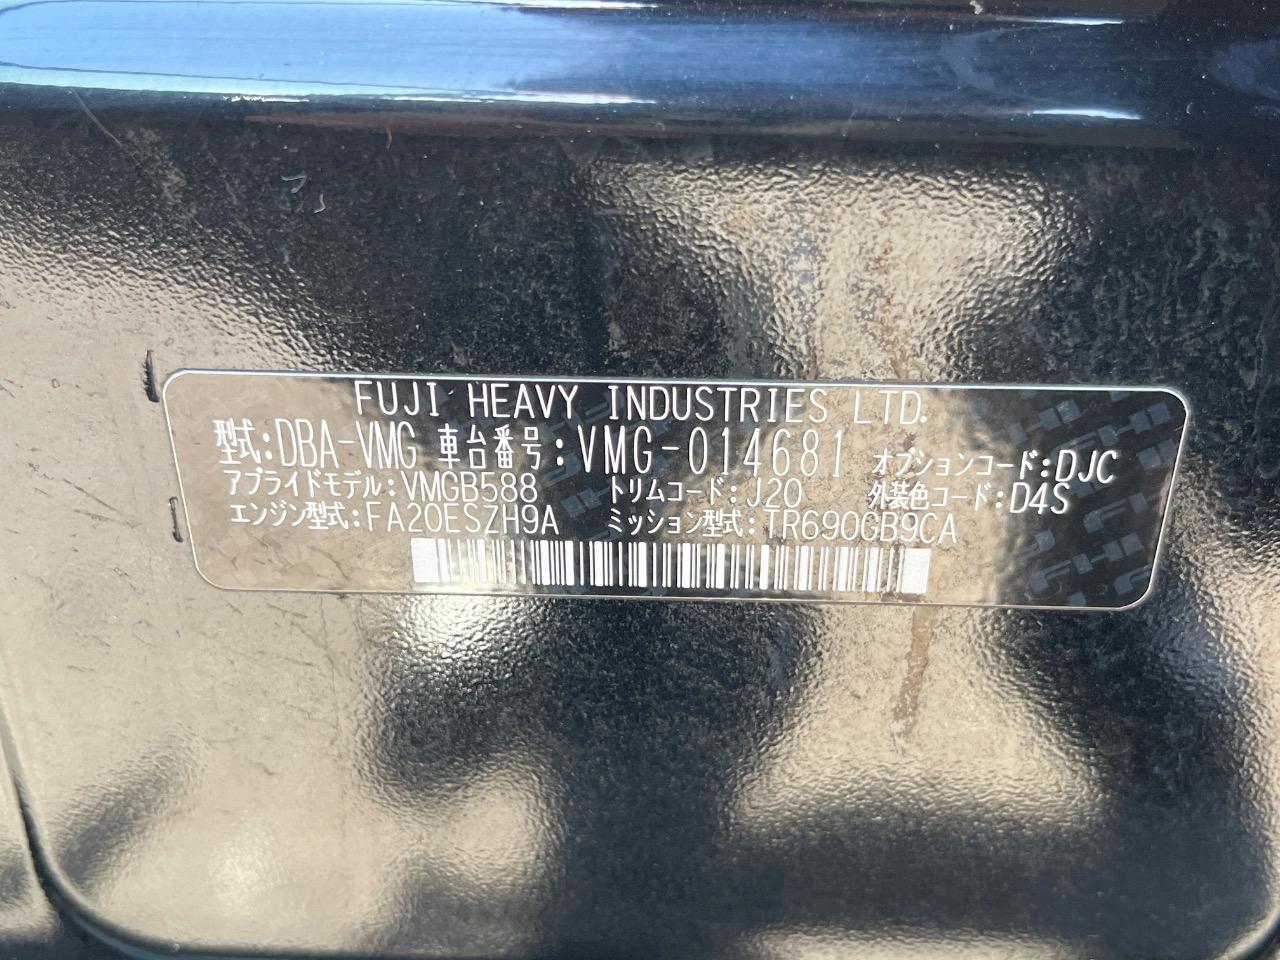 FUJI HEAVY INDUSTRIES LTD.
型式:DBA-VMG 車台番号:VMG-014681 オプションコード:DJC
アプライドモデル:VMGB588 トリムコード:J20 外装色コード:D4S
エンジン型式:FA20ESZH9A ミッション型式:TR690GB9CA